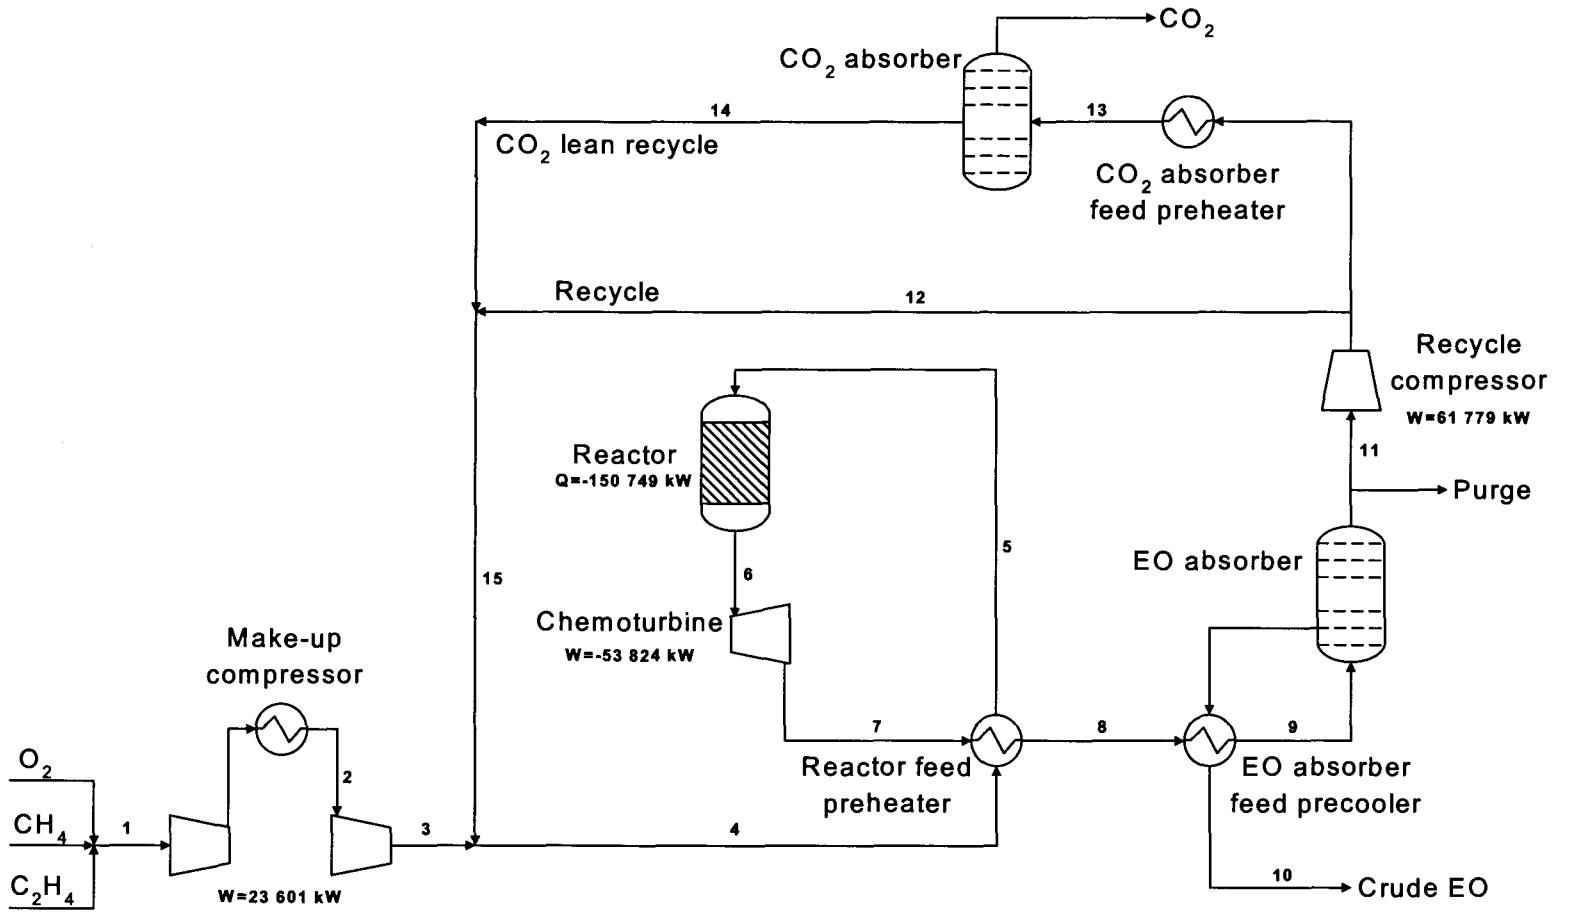 CO₂
CO₂ absorber
14
13
CO₂ lean recycle
CO₂ absorber
feed preheater
Recycle
12
Recycle
compressor
W=61 779 kW
11
Reactor
Q=-150 749 kW
Purge
5
EO absorber
6
15
Chemoturbine
W=-53 824 kW
Make-up
compressor
7
8
9
O₂
2
Reactor feed
preheater
EO absorber
feed precooler
CH₄
1
3
4
C₂H₄
W=23 601 kW
10
Crude EO